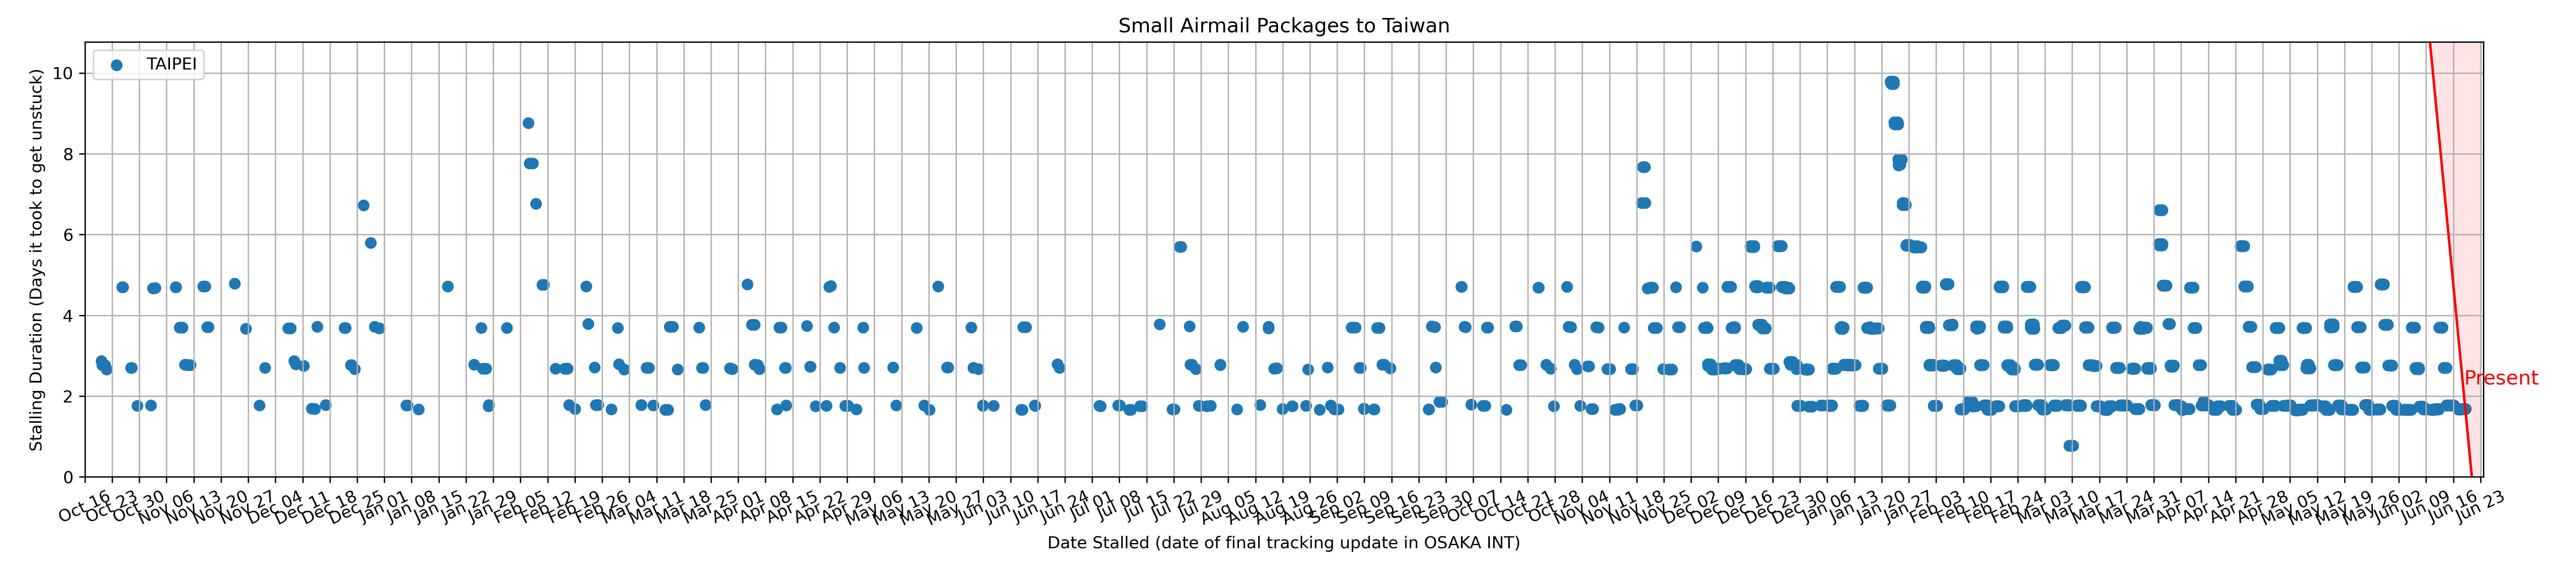 Small Airmail Packages to Taiwan
TAIPEI
Stalling Duration (Days it took to get unstuck)
10
8
6
4
2
0
Present
Oct 16
Oct 23
Oct 30
Nov 06
Nov 13
Nov 20
Nov 27
Dec 04
Dec 11
Dec 18
Dec 25
Jan 01
Jan 08
Jan 15
Jan 22
Jan 29
Feb 05
Feb 12
Feb 19
Feb 26
Mar 04
Mar 11
Mar 18
Mar 25
Apr 01
Apr 08
Apr 15
Apr 22
Apr 29
May 06
May 13
May 20
May 27
Jun 03
Jun 10
Jun 17
Jun 24
Jul 01
Jul 08
Jul 15
Jul 22
Jul 29
Aug 05
Aug 12
Aug 19
Aug 26
Sep 02
Sep 09
Sep 16
Sep 23
Sep 30
Oct 07
Oct 14
Oct 21
Oct 28
Nov 04
Nov 11
Nov 18
Nov 25
Dec 02
Dec 09
Dec 16
Dec 23
Dec 30
Jan 06
Jan 13
Jan 20
Jan 27
Feb 03
Feb 10
Feb 17
Feb 24
Mar 03
Mar 10
Mar 17
Mar 24
Mar 31
Apr 07
Apr 14
Apr 21
Apr 28
May 05
May 12
May 19
May 26
Jun 02
Jun 09
Jun 16
Jun 23
Date Stalled (date of final tracking update in OSAKA INT)